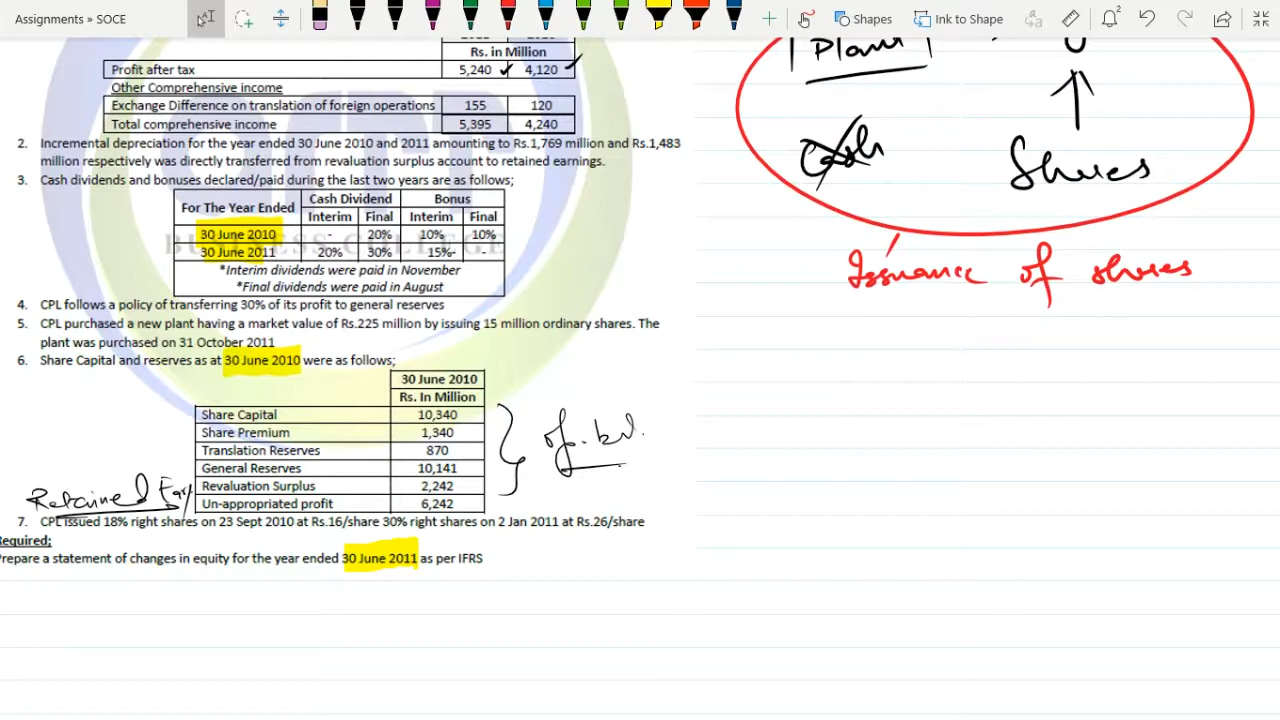 Assignments » SOCE
Shapes
Ink to Shape
2
Rs. in Million
Profit after tax 5,240 4,120
Other Comprehensive income
Exchange Difference on translation of foreign operations 155 120
Total comprehensive income 5,395 4,240
2. Incremental depreciation for the year ended 30 June 2010 and 2011 amounting to Rs.1,769 million and Rs.1,483
million respectively was directly transferred from revaluation surplus account to retained earnings.
3. Cash dividends and bonuses declared/paid during the last two years are as follows;
For The Year Ended Cash Dividend Bonus
Interim Final Interim Final
30 June 2010 - 20% 10% 10%
30 June 2011 20% 30% 15%- -
*Interim dividends were paid in November
*Final dividends were paid in August
4. CPL follows a policy of transferring 30% of its profit to general reserves
5. CPL purchased a new plant having a market value of Rs.225 million by issuing 15 million ordinary shares. The
plant was purchased on 31 October 2011
6. Share Capital and reserves as at 30 June 2010 were as follows;
30 June 2010
Rs. In Million
Share Capital 10,340
Share Premium 1,340
Translation Reserves 870
General Reserves 10,141
Revaluation Surplus 2,242
Un-appropriated profit 6,242
7. CPL issued 18% right shares on 23 Sept 2010 at Rs.16/share 30% right shares on 2 Jan 2011 at Rs.26/share
Required;
Prepare a statement of changes in equity for the year ended 30 June 2011 as per IFRS
BUSINESS COLLEGE
Retained Ear
op. bal.
Plant
Cash
Shares
Issuance of shares